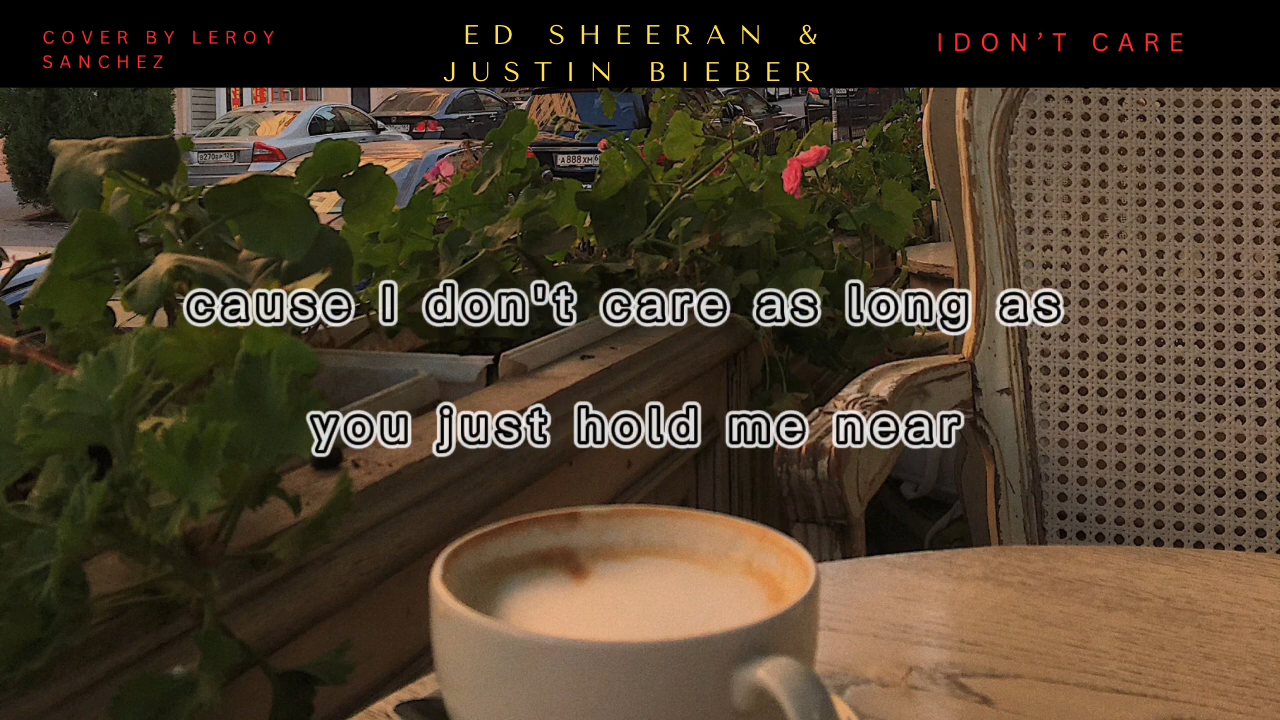 COVER BY LEROY
SANCHEZ
ED SHEERAN &
JUSTIN BIEBER
IDON’T CARE
A888XM
cause I don't care as long as
you just hold me near